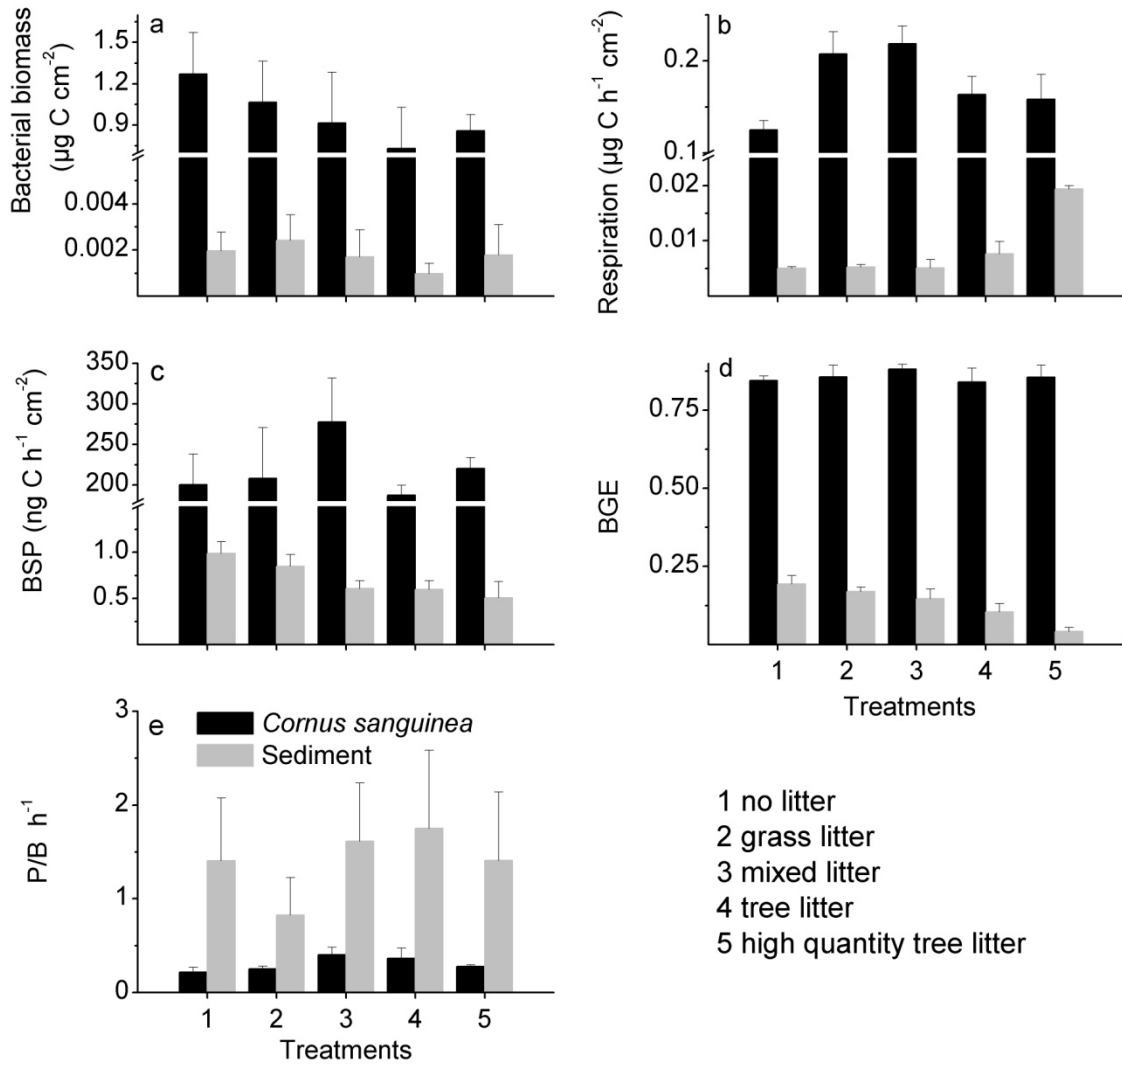 a
Bacterial biomass
(µg C cm⁻²)
1.5
1.2
0.9
0.004
0.002
b
Respiration (µg C h⁻¹ cm⁻²)
0.2
0.1
0.02
0.01
c
BSP (ng C h⁻¹ cm⁻²)
350
300
250
200
1.0
0.5
d
BGE
0.75
0.50
0.25
1 2 3 4 5
Treatments
e
Cornus sanguinea
Sediment
P/B h⁻¹
3
2
1
0
1 2 3 4 5
Treatments
1 no litter
2 grass litter
3 mixed litter
4 tree litter
5 high quantity tree litter